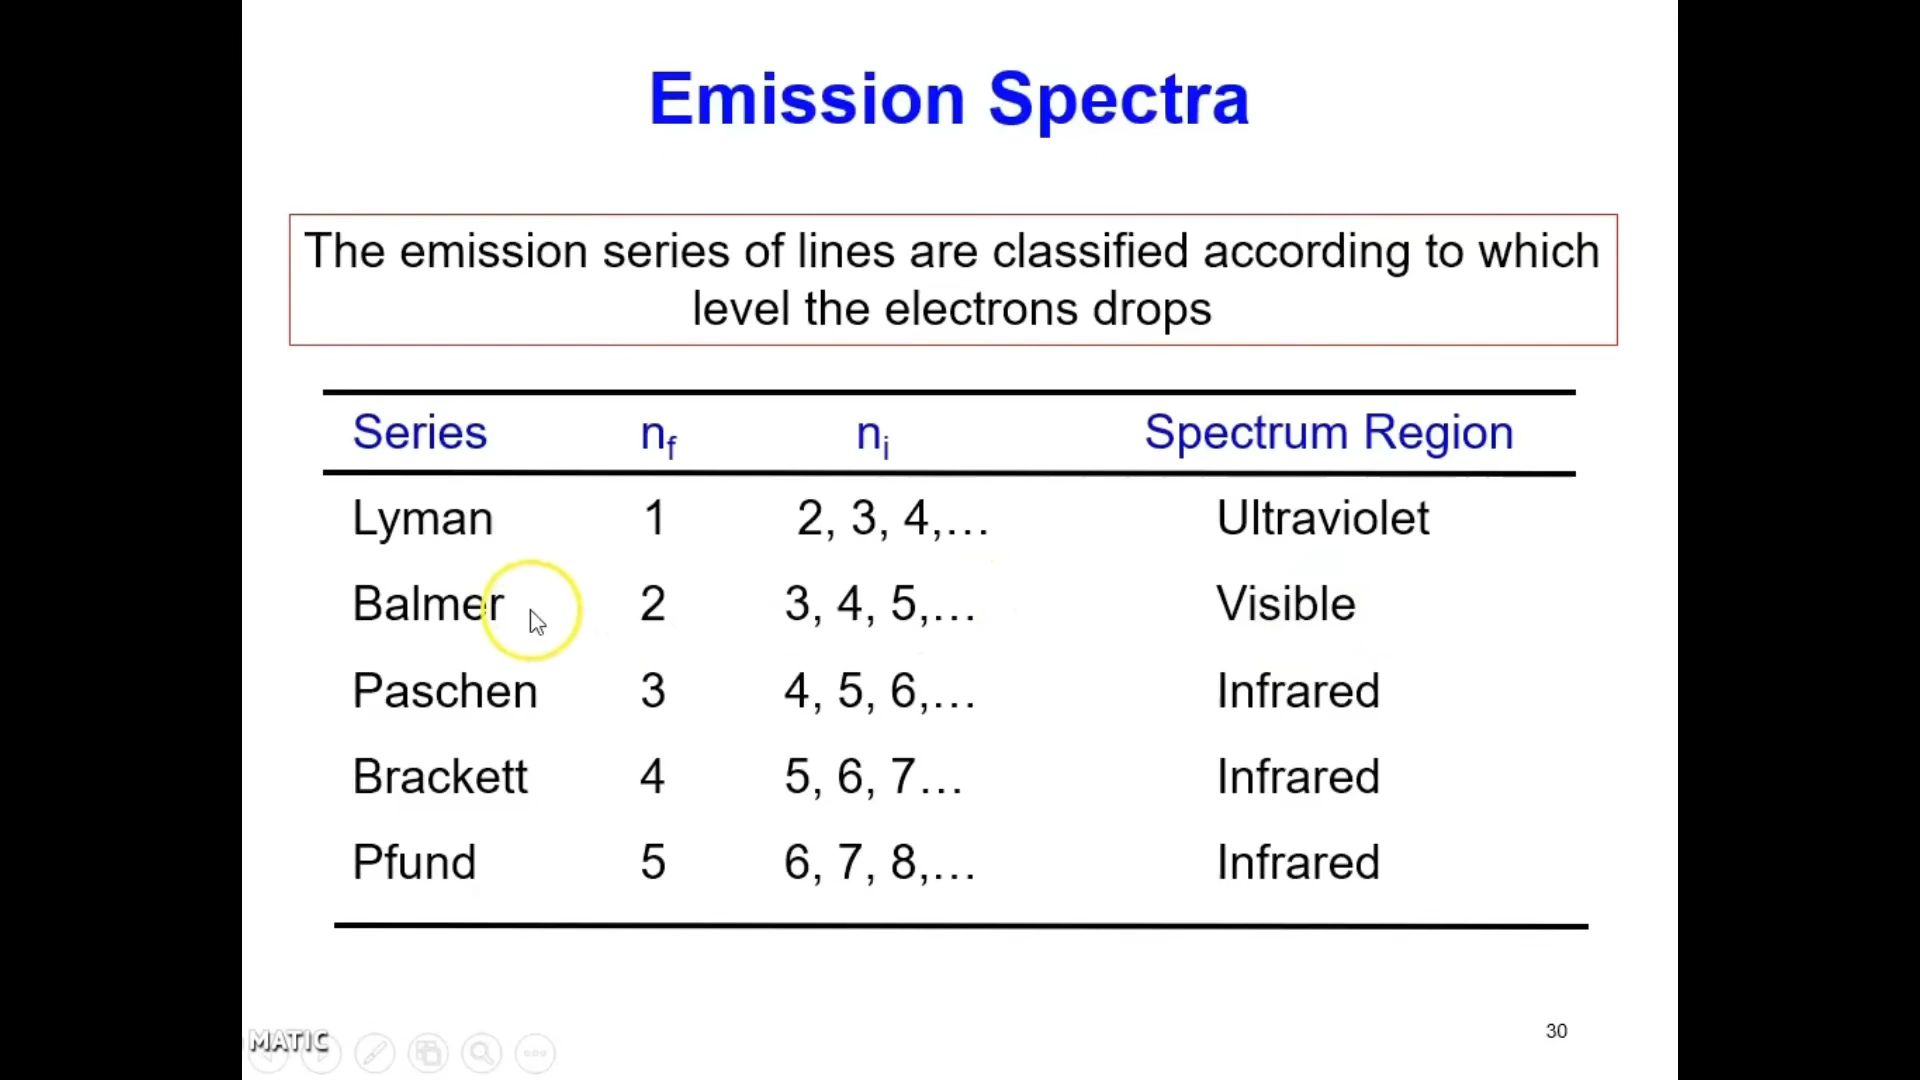 Emission Spectra
The emission series of lines are classified according to which
level the electrons drops
Series nf ni Spectrum Region
Lyman 1 2, 3, 4,… Ultraviolet
Balmer 2 3, 4, 5,… Visible
Paschen 3 4, 5, 6,… Infrared
Brackett 4 5, 6, 7… Infrared
Pfund 5 6, 7, 8,… Infrared
30
MATIC